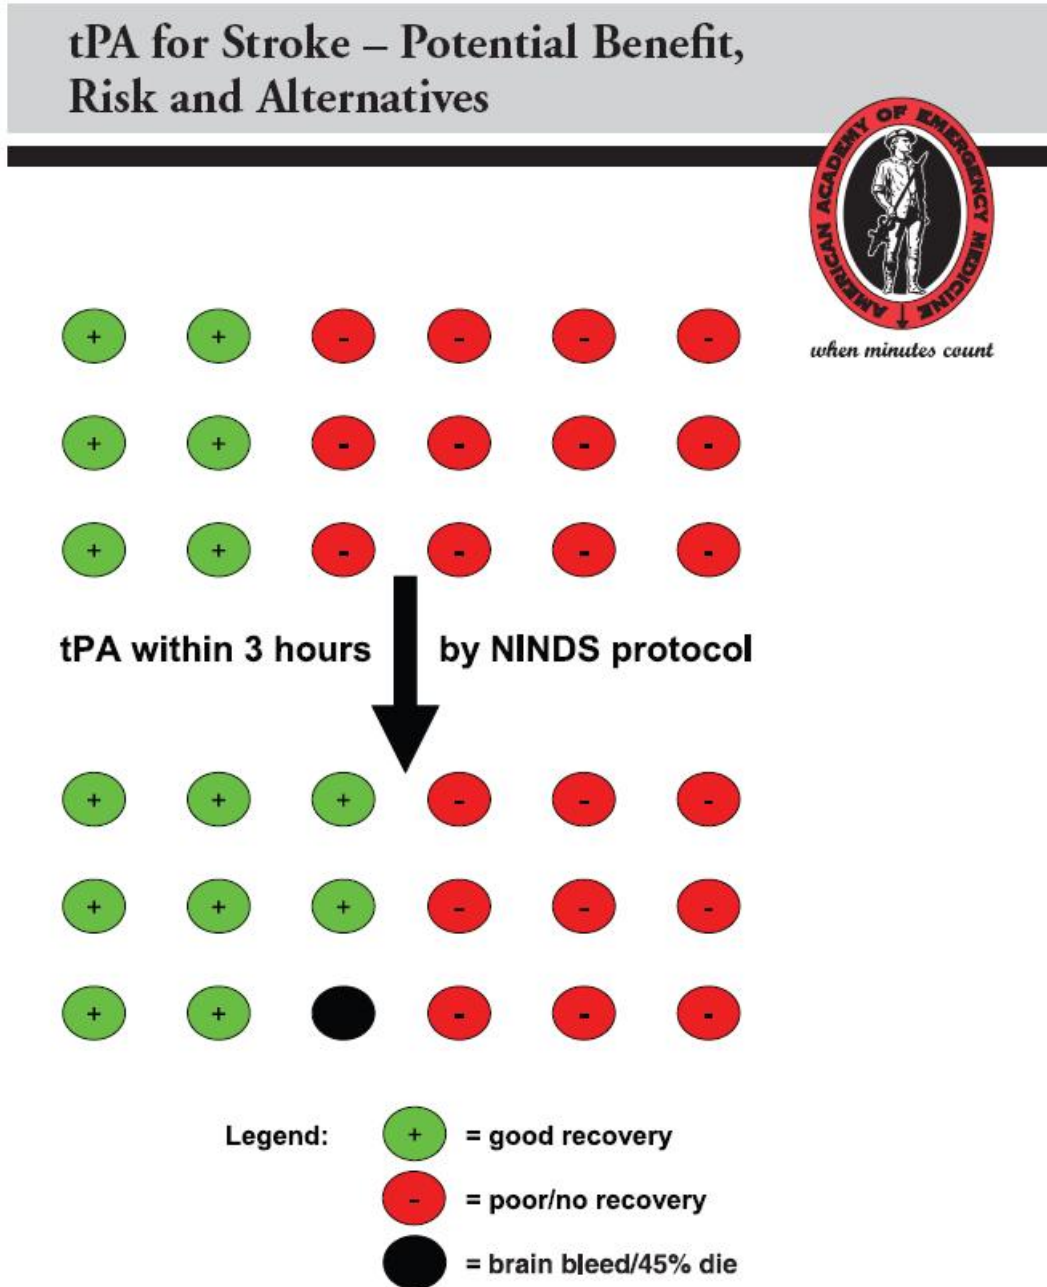 tPA for Stroke – Potential Benefit,
Risk and Alternatives
AMERICAN ACADEMY OF EMERGENCY MEDICINE
when minutes count
+ + - - - -
+ + - - - -
+ + - - - -
tPA within 3 hours by NINDS protocol
+ + + - - -
+ + + - - -
+ + - - -
Legend:
+ = good recovery
- = poor/no recovery
= brain bleed/45% die